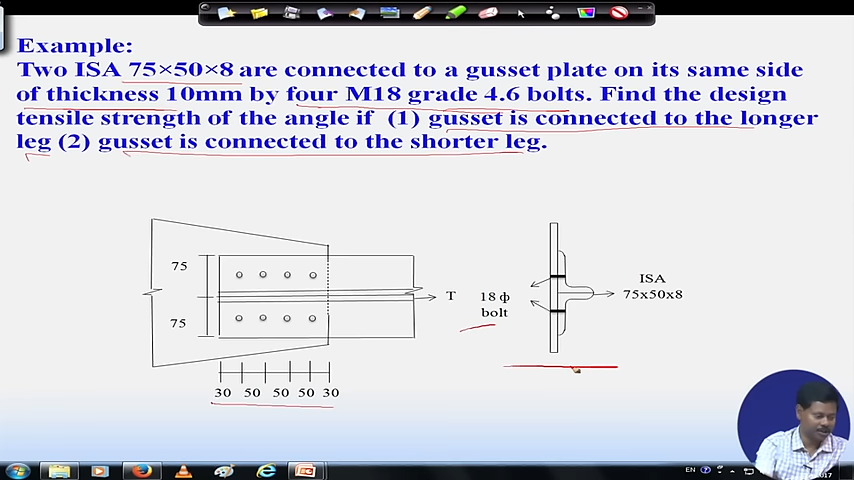 Example:
Two ISA 75×50×8 are connected to a gusset plate on its same side
of thickness 10mm by four M18 grade 4.6 bolts. Find the design
tensile strength of the angle if (1) gusset is connected to the longer
leg (2) gusset is connected to the shorter leg.
75
75
T
18 ф
bolt
ISA
75x50x8
30 50 50 50 30
EN